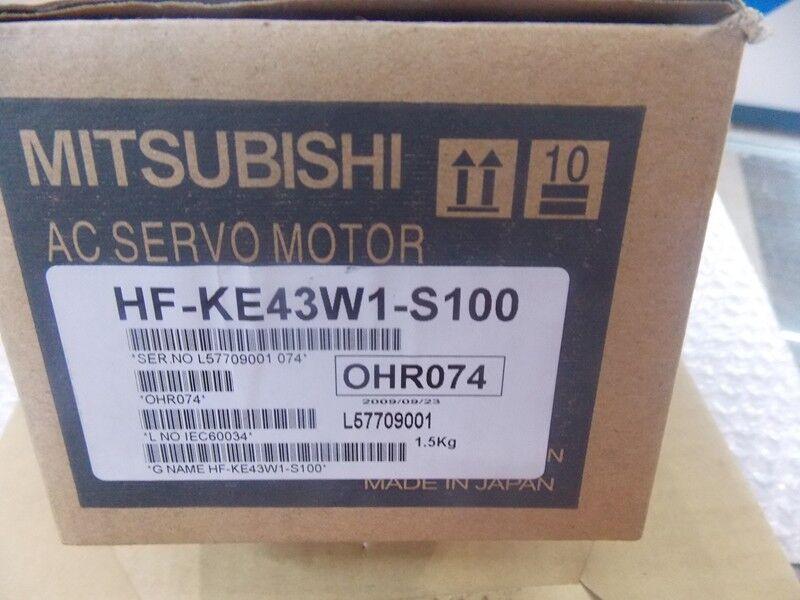 MITSUBISHI
10
AC SERVO MOTOR
HF-KE43W1-S100
*SER.NO L57709001 074*
OHR074
*OHR074*
2009/09/23
L57709001
*L NO IEC60034*
1.5Kg
*G NAME HF-KE43W1-S100*
MADE IN JAPAN